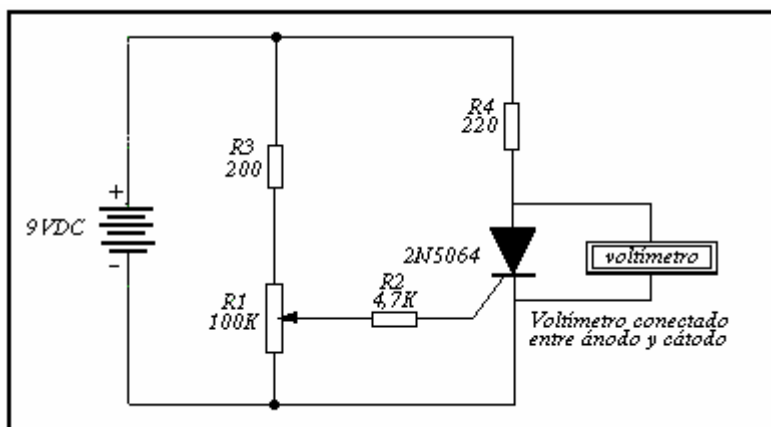 R4
220
R3
200
+
9VDC
-
2N5064
voltímetro
R2
4,7K
R1
100K
Voltímetro conectado
entre ánodo y cátodo